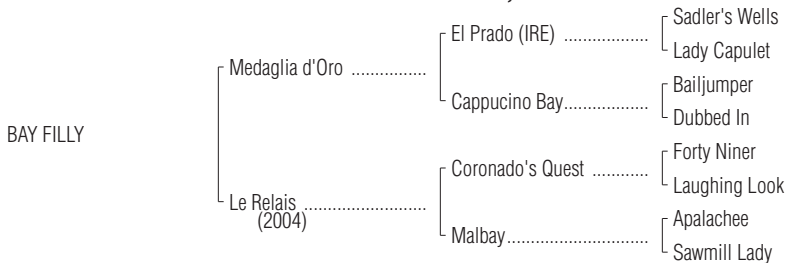 Sadler's Wells
El Prado (IRE) ..................
Lady Capulet
Medaglia d'Oro ................
Bailjumper
Cappucino Bay..................
Dubbed In
BAY FILLY
Forty Niner
Coronado's Quest ............
Laughing Look
Le Relais ..........................
(2004)
Apalachee
Malbay..............................
Sawmill Lady